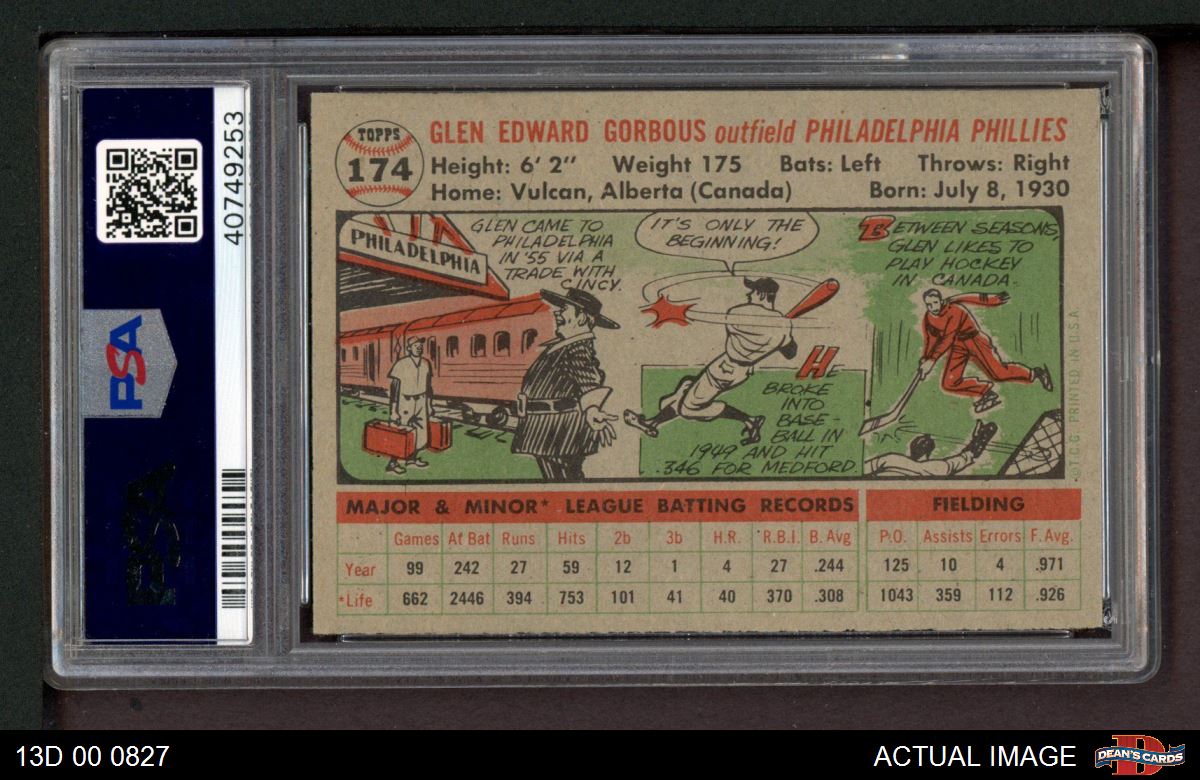 40749253
PSA
PSA
TOPPS
174
GLEN EDWARD GORBOUS outfield PHILADELPHIA PHILLIES
Height: 6' 2" Weight 175 Bats: Left Throws: Right
Home: Vulcan, Alberta (Canada) Born: July 8, 1930
PHILADELPHIA
GLEN CAME TO
PHILADELPHIA
IN '55 VIA A
TRADE WITH
CINCY.
IT'S ONLY THE
BEGINNING!
HE
BROKE
INTO
BASE-
BALL IN
1949 AND HIT
.346 FOR MEDFORD.
BETWEEN SEASONS,
GLEN LIKES TO
PLAY HOCKEY
IN CANADA.
©T.C.G. PRINTED IN U.S.A.
MAJOR & MINOR* LEAGUE BATTING RECORDS FIELDING
Games At Bat Runs Hits 2b 3b H.R. R.B.I. B. Avg P.O. Assists Errors F. Avg.
Year 99 242 27 59 12 1 4 27 .244 125 10 4 .971
*Life 662 2446 394 753 101 41 40 370 .308 1043 359 112 .926
13D 00 0827 ACTUAL IMAGE
D
DEAN'S CARDS